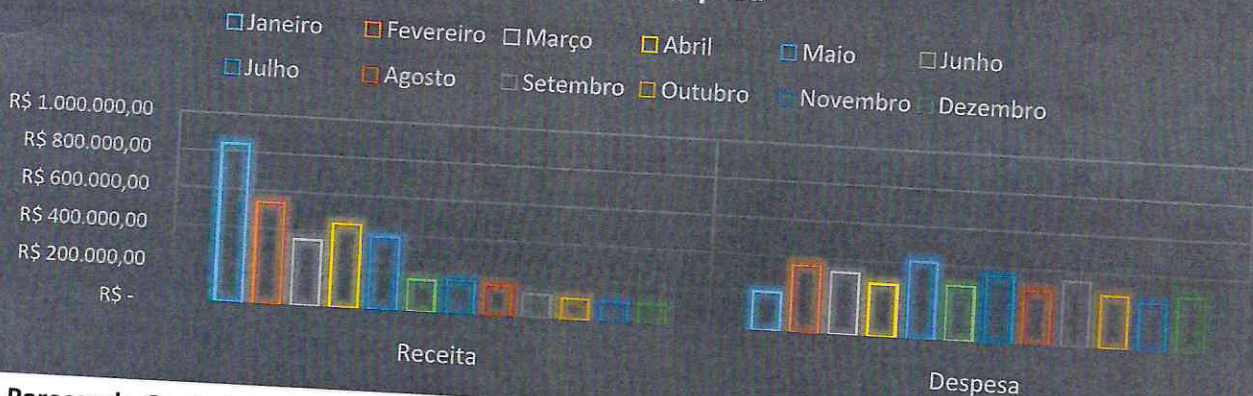 Janeiro Fevereiro Março Abril Maio Junho
Julho Agosto Setembro Outubro Novembro Dezembro
R$ 1.000.000,00
R$ 800.000,00
R$ 600.000,00
R$ 400.000,00
R$ 200.000,00
R$ -
Receita
Despesa